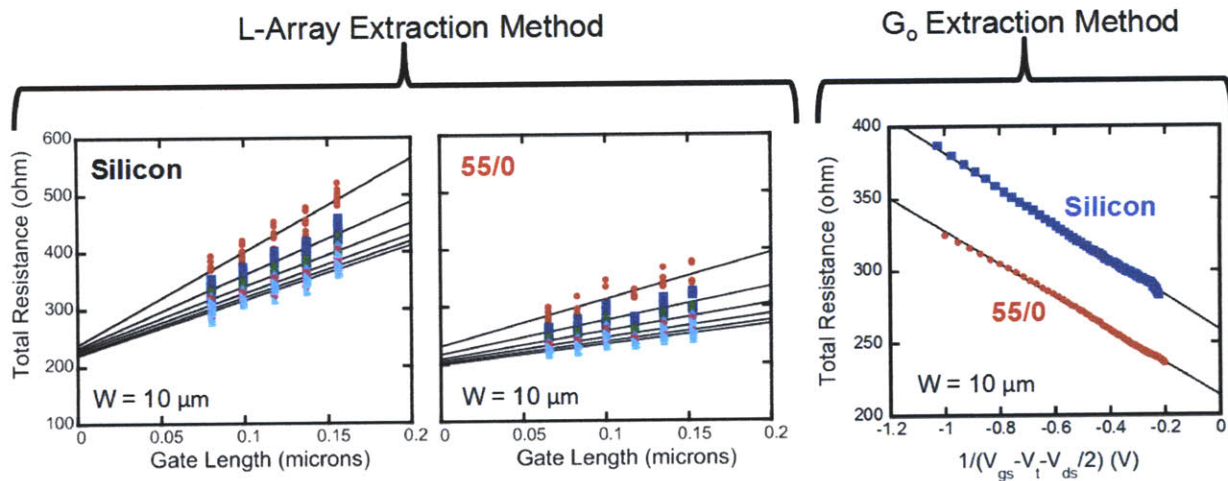 L-Array Extraction Method
Go Extraction Method
600
500
400
300
200
100
Total Resistance (ohm)
Silicon
W = 10 µm
0
0.05
0.1
0.15
0.2
Gate Length (microns)
55/0
W = 10 µm
0
0.05
0.1
0.15
0.2
Gate Length (microns)
400
350
300
250
200
Total Resistance (ohm)
Silicon
55/0
W = 10 µm
-1.2
-1
-0.8
-0.6
-0.4
-0.2
0
1/(Vgs-Vt-Vds/2) (V)